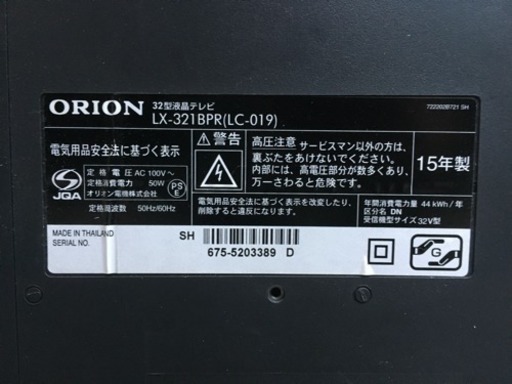 ORION
32型液晶テレビ
LX-321BPR(LC-019)
722202B721 SH
電気用品安全法に基づく表示
JQA
定格電圧 AC 100V～
定格消費電力 50W
オリオン電機株式会社
定格周波数 50Hz/60Hz
PSE
警告
高圧注意 サービスマン以外の方は、
裏ぶたをあけないでください。
内部には、高電圧部分が数多くあり、
万一さわると危険です。
電気用品安全法に基づく表示を改変したり、
削除すると違反になります。
15年製
年間消費電力量 44 kWh/年
区分名 DN
受信機型サイズ 32V型
MADE IN THAILAND
SERIAL NO.
SH
675-5203389 D
G